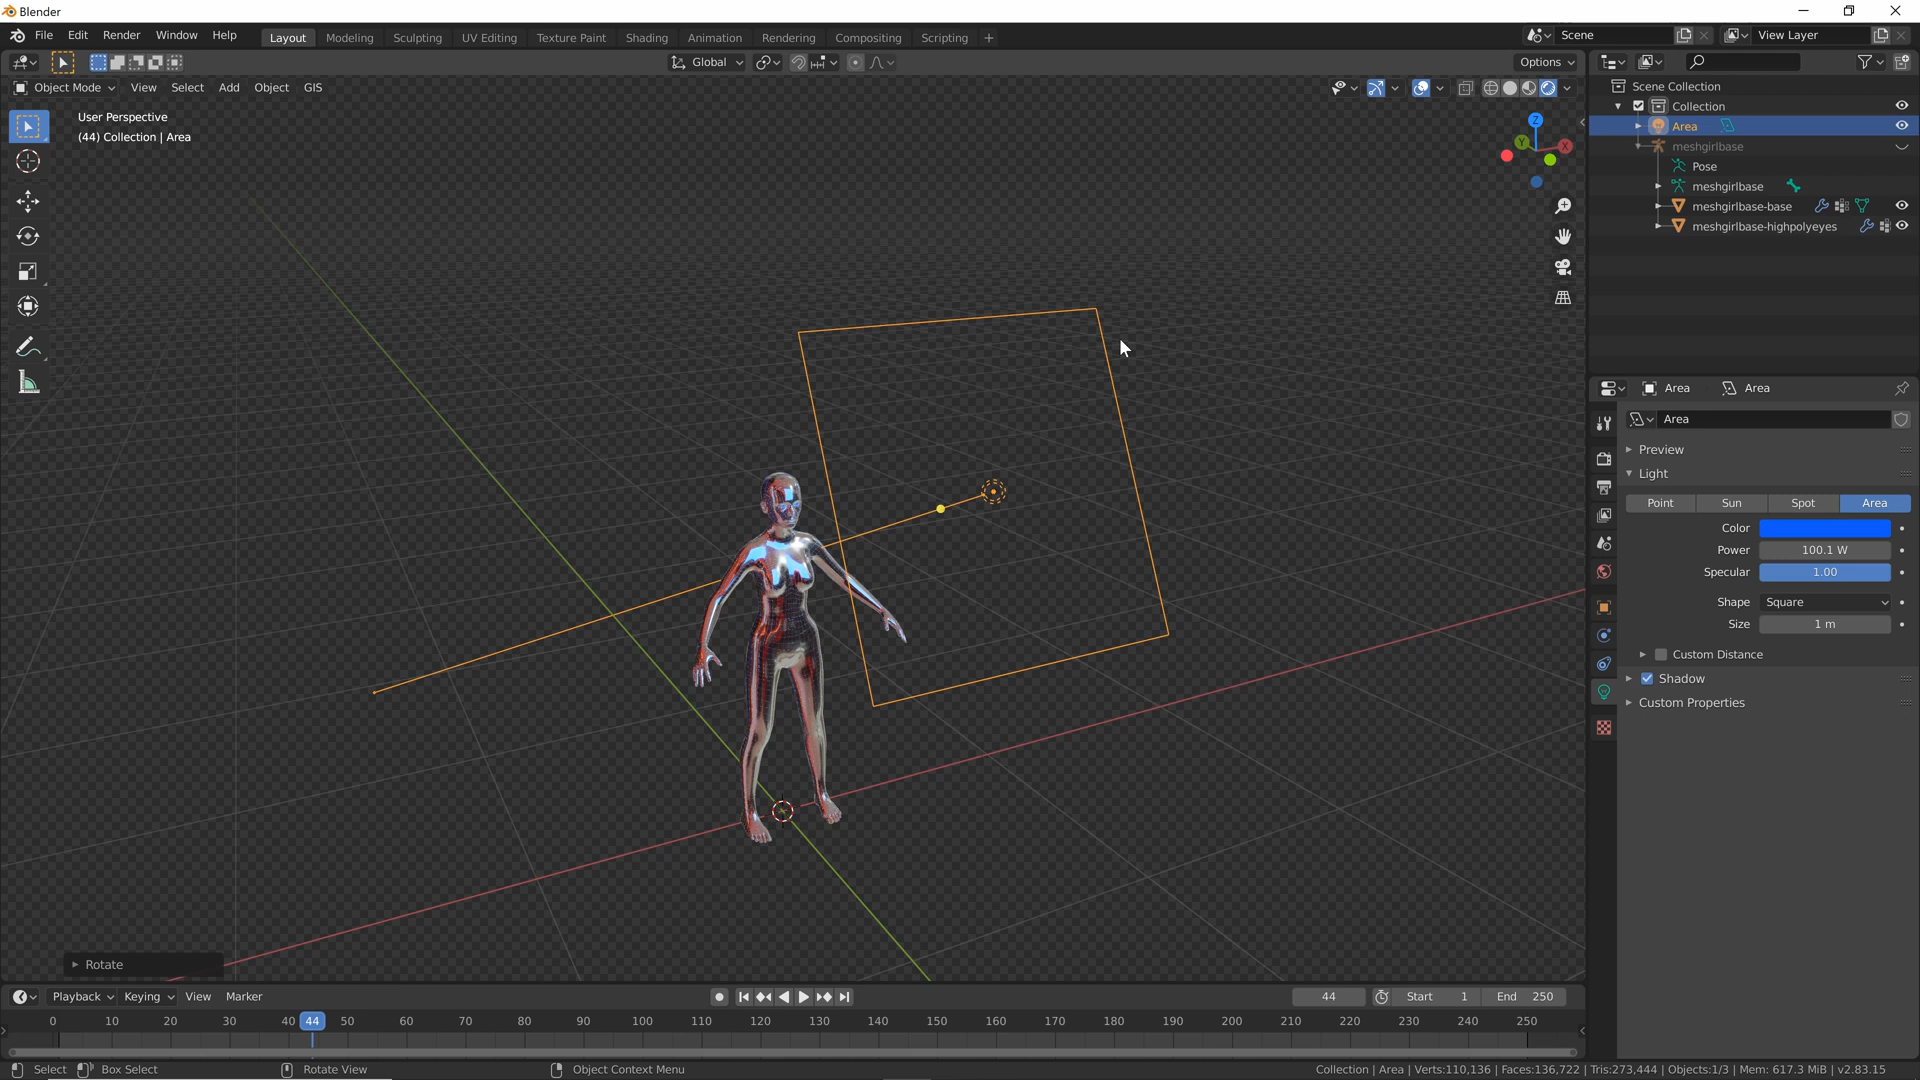 Blender
File Edit Render Window Help Layout Modeling Sculpting UV Editing Texture Paint Shading Animation Rendering Compositing Scripting + Scene View Layer
Global Options
Object Mode View Select Add Object GIS
User Perspective
(44) Collection | Area
Z
Y
X
Scene Collection
Collection
Area
meshgirlbase
Pose
meshgirlbase
meshgirlbase-base
meshgirlbase-highpolyeyes
Area Area
Area
Preview
Light
Point Sun Spot Area
Color
Power 100.1 W
Specular 1.00
Shape Square
Size 1 m
Custom Distance
Shadow
Custom Properties
Rotate
Playback Keying View Marker 44 Start 1 End 250
0 10 20 30 40 44 50 60 70 80 90 100 110 120 130 140 150 160 170 180 190 200 210 220 230 240 250
Select Box Select Rotate View Object Context Menu Collection | Area | Verts:110,136 | Faces:136,722 | Tris:273,444 | Objects:1/3 | Mem: 617.3 MiB | v2.83.15